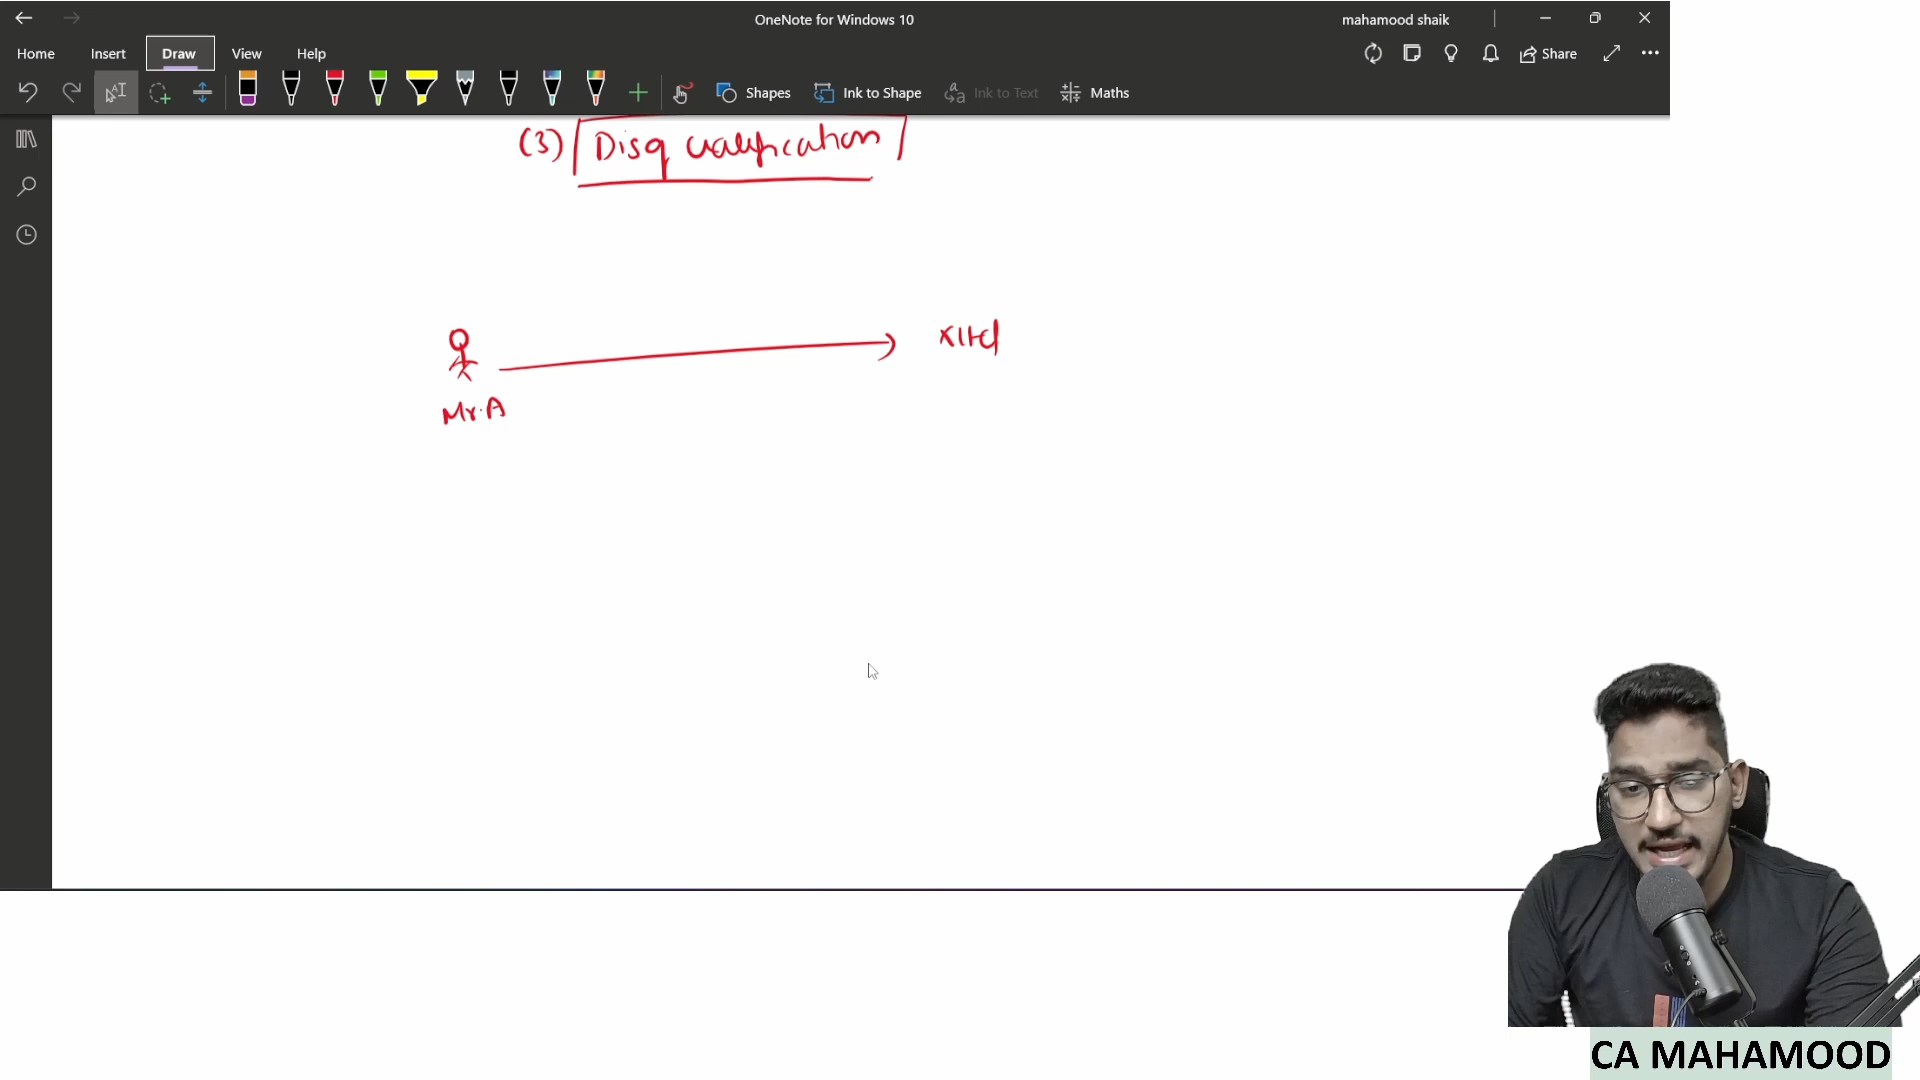 OneNote for Windows 10
mahamood shaik
Home Insert Draw View Help
Share
Shapes Ink to Shape Ink to Text Maths
(3) Disqualification
X ltd
Mr. A
CA MAHAMOOD